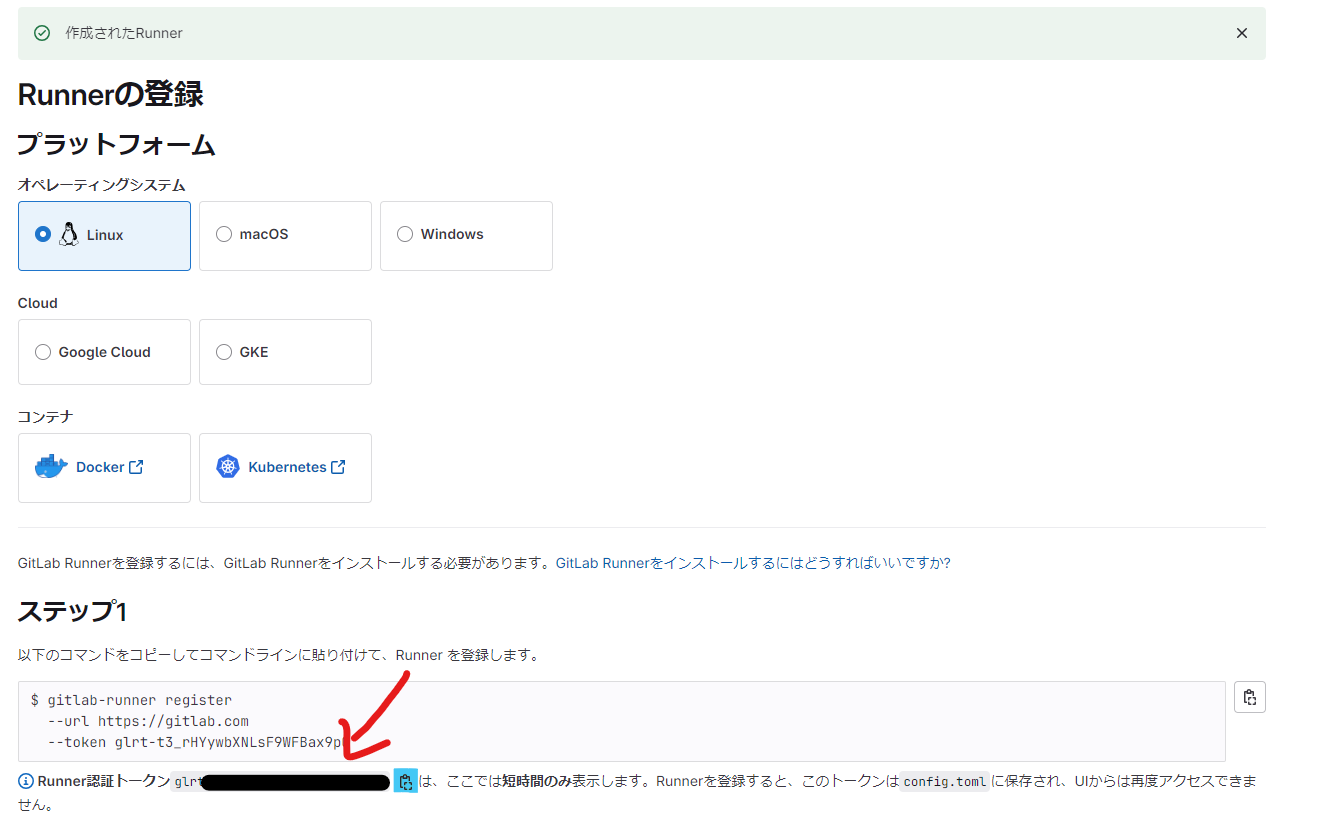 作成されたRunner
Runnerの登録
プラットフォーム
オペレーティングシステム
Linux
macOS
Windows
Cloud
Google Cloud
GKE
コンテナ
Docker
Kubernetes
GitLab Runnerを登録するには、GitLab Runnerをインストールする必要があります。GitLab Runnerをインストールするにはどうすればいいですか?
ステップ1
以下のコマンドをコピーしてコマンドラインに貼り付けて、Runner を登録します。
$ gitlab-runner register
--url https://gitlab.com
--token glrt-t3_rHYywbXNLsF9WFBax9p
Runner認証トークン glrt は、ここでは短時間のみ表示します。Runnerを登録すると、このトークンは config.toml に保存され、UIからは再度アクセスできま
せん。